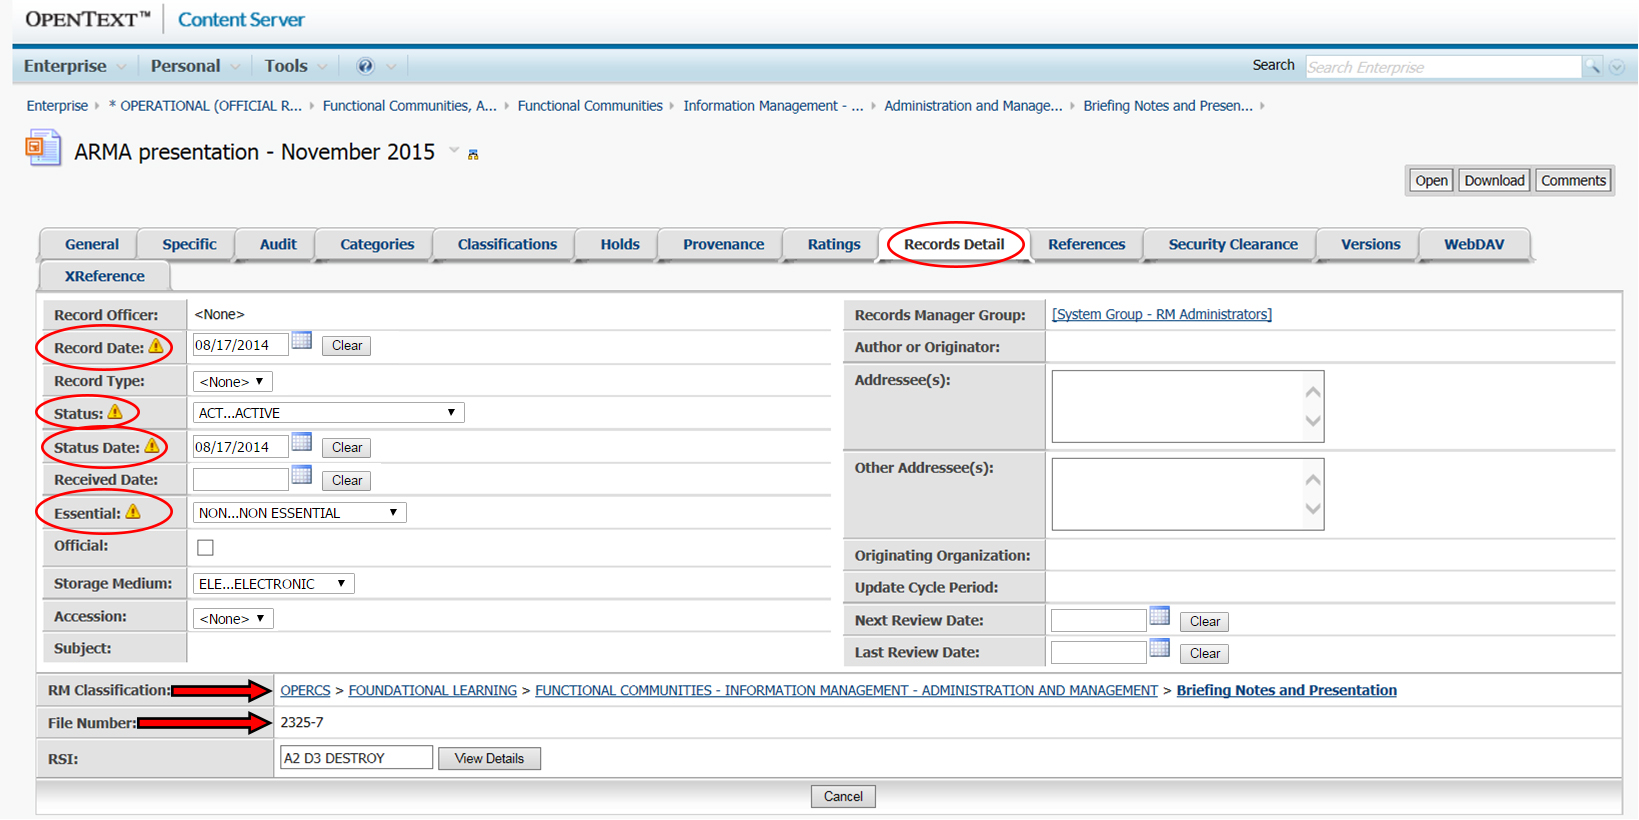 OPENTEXT™ Content Server
Enterprise Personal Tools ? Search Search Enterprise
Enterprise * OPERATIONAL (OFFICIAL R... Functional Communities, A... Functional Communities Information Management - ... Administration and Manage... Briefing Notes and Presen...
ARMA presentation - November 2015
Open Download Comments
General Specific Audit Categories Classifications Holds Provenance Ratings Records Detail References Security Clearance Versions WebDAV
XReference
Record Officer: <None>
Record Date: 08/17/2014 Clear
Record Type: <None>
Status: ACT...ACTIVE
Status Date: 08/17/2014 Clear
Received Date: Clear
Essential: NON...NON ESSENTIAL
Official:
Storage Medium: ELE...ELECTRONIC
Accession: <None>
Subject:
Records Manager Group: [System Group - RM Administrators]
Author or Originator:
Addressee(s):
Other Addressee(s):
Originating Organization:
Update Cycle Period:
Next Review Date: Clear
Last Review Date: Clear
RM Classification: OPERCS > FOUNDATIONAL LEARNING > FUNCTIONAL COMMUNITIES - INFORMATION MANAGEMENT - ADMINISTRATION AND MANAGEMENT > Briefing Notes and Presentation
File Number: 2325-7
RSI: A2 D3 DESTROY View Details
Cancel